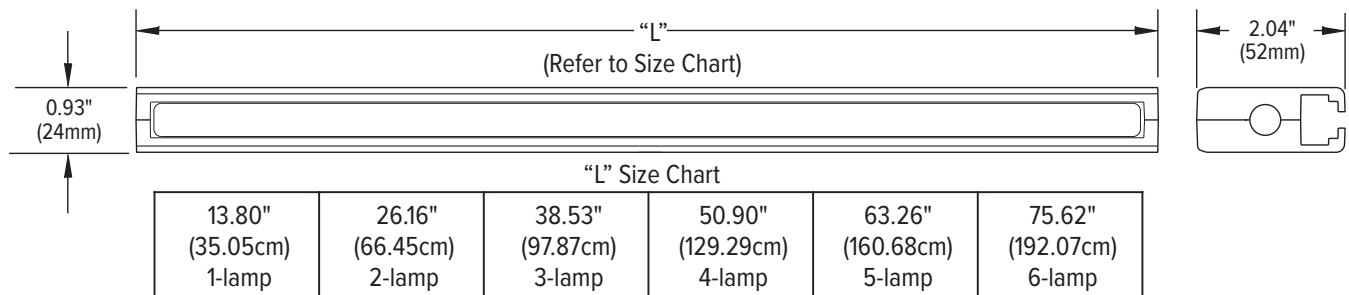 "L"
(Refer to Size Chart)
2.04"
(52mm)
0.93"
(24mm)
"L" Size Chart
13.80" 26.16" 38.53" 50.90" 63.26" 75.62"
(35.05cm) (66.45cm) (97.87cm) (129.29cm) (160.68cm) (192.07cm)
1-lamp 2-lamp 3-lamp 4-lamp 5-lamp 6-lamp